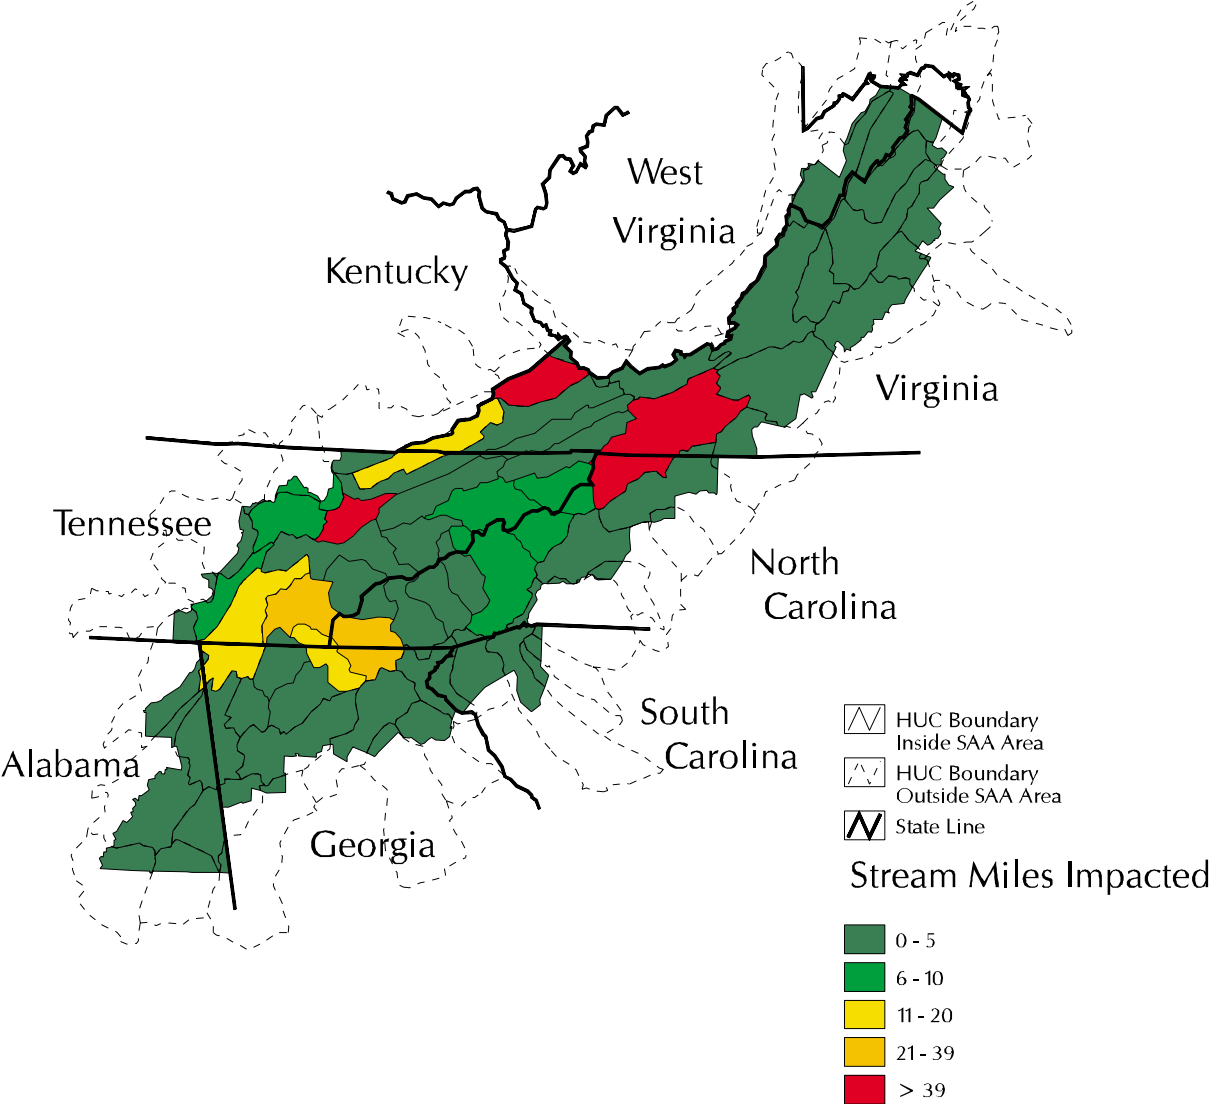 West
Virginia
Kentucky
Virginia
Tennessee
North
Carolina
South
Carolina
Alabama
Georgia
HUC Boundary
Inside SAA Area
HUC Boundary
Outside SAA Area
State Line
Stream Miles Impacted
0 - 5
6 - 10
11 - 20
21 - 39
> 39